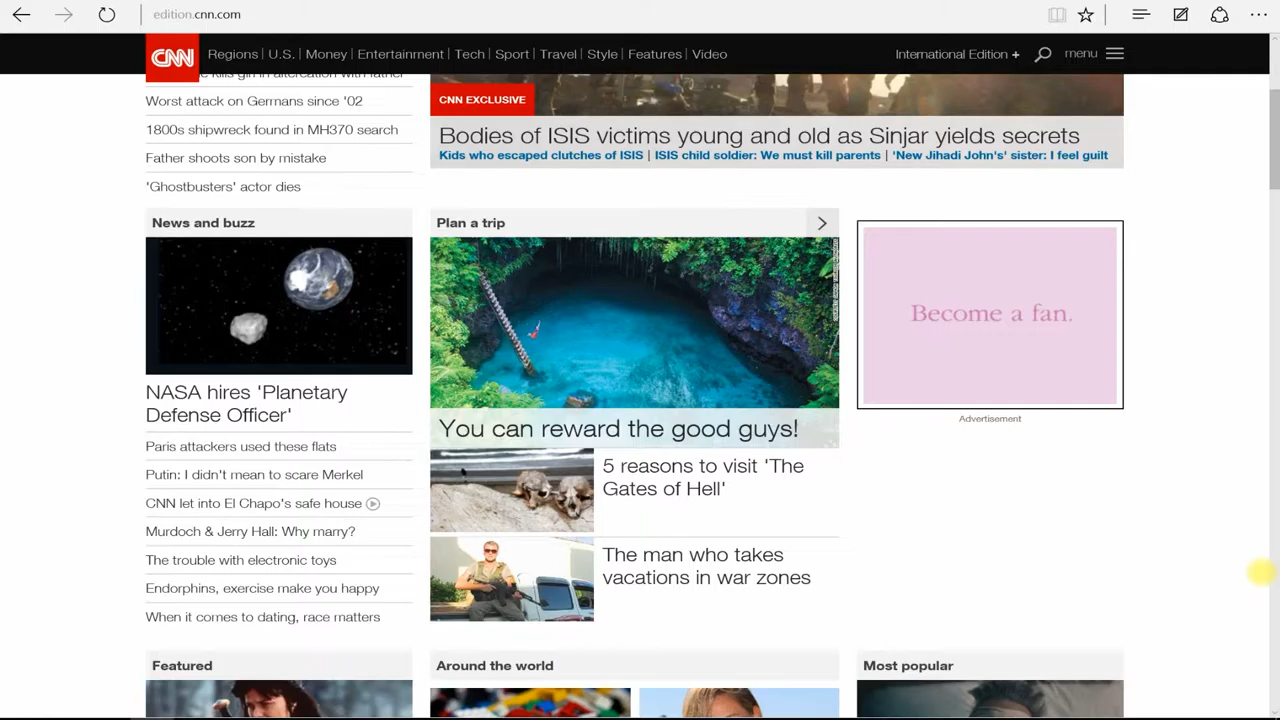 edition.cnn.com
CNN
Regions
U.S.
Money
Entertainment
Tech
Sport
Travel
Style
Features
Video
International Edition +
menu
Worst attack on Germans since '02
1800s shipwreck found in MH370 search
Father shoots son by mistake
'Ghostbusters' actor dies
CNN EXCLUSIVE
Bodies of ISIS victims young and old as Sinjar yields secrets
Kids who escaped clutches of ISIS | ISIS child soldier: We must kill parents | 'New Jihadi John's' sister: I feel guilt
News and buzz
NASA hires 'Planetary
Defense Officer'
Paris attackers used these flats
Putin: I didn't mean to scare Merkel
CNN let into El Chapo's safe house
Murdoch & Jerry Hall: Why marry?
The trouble with electronic toys
Endorphins, exercise make you happy
When it comes to dating, race matters
Plan a trip
You can reward the good guys!
5 reasons to visit 'The
Gates of Hell'
The man who takes
vacations in war zones
Become a fan.
Advertisement
Featured
Around the world
Most popular